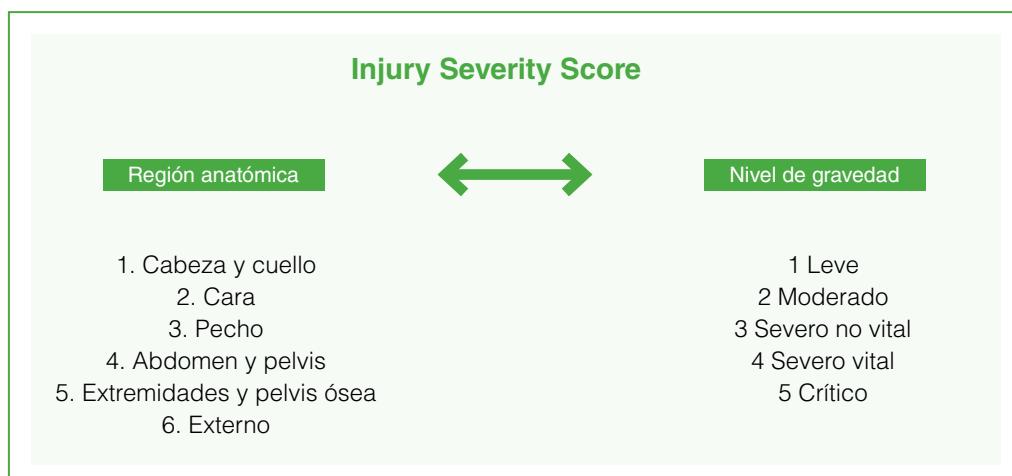 Injury Severity Score
Región anatómica
1. Cabeza y cuello
2. Cara
3. Pecho
4. Abdomen y pelvis
5. Extremidades y pelvis ósea
6. Externo
Nivel de gravedad
1 Leve
2 Moderado
3 Severo no vital
4 Severo vital
5 Crítico